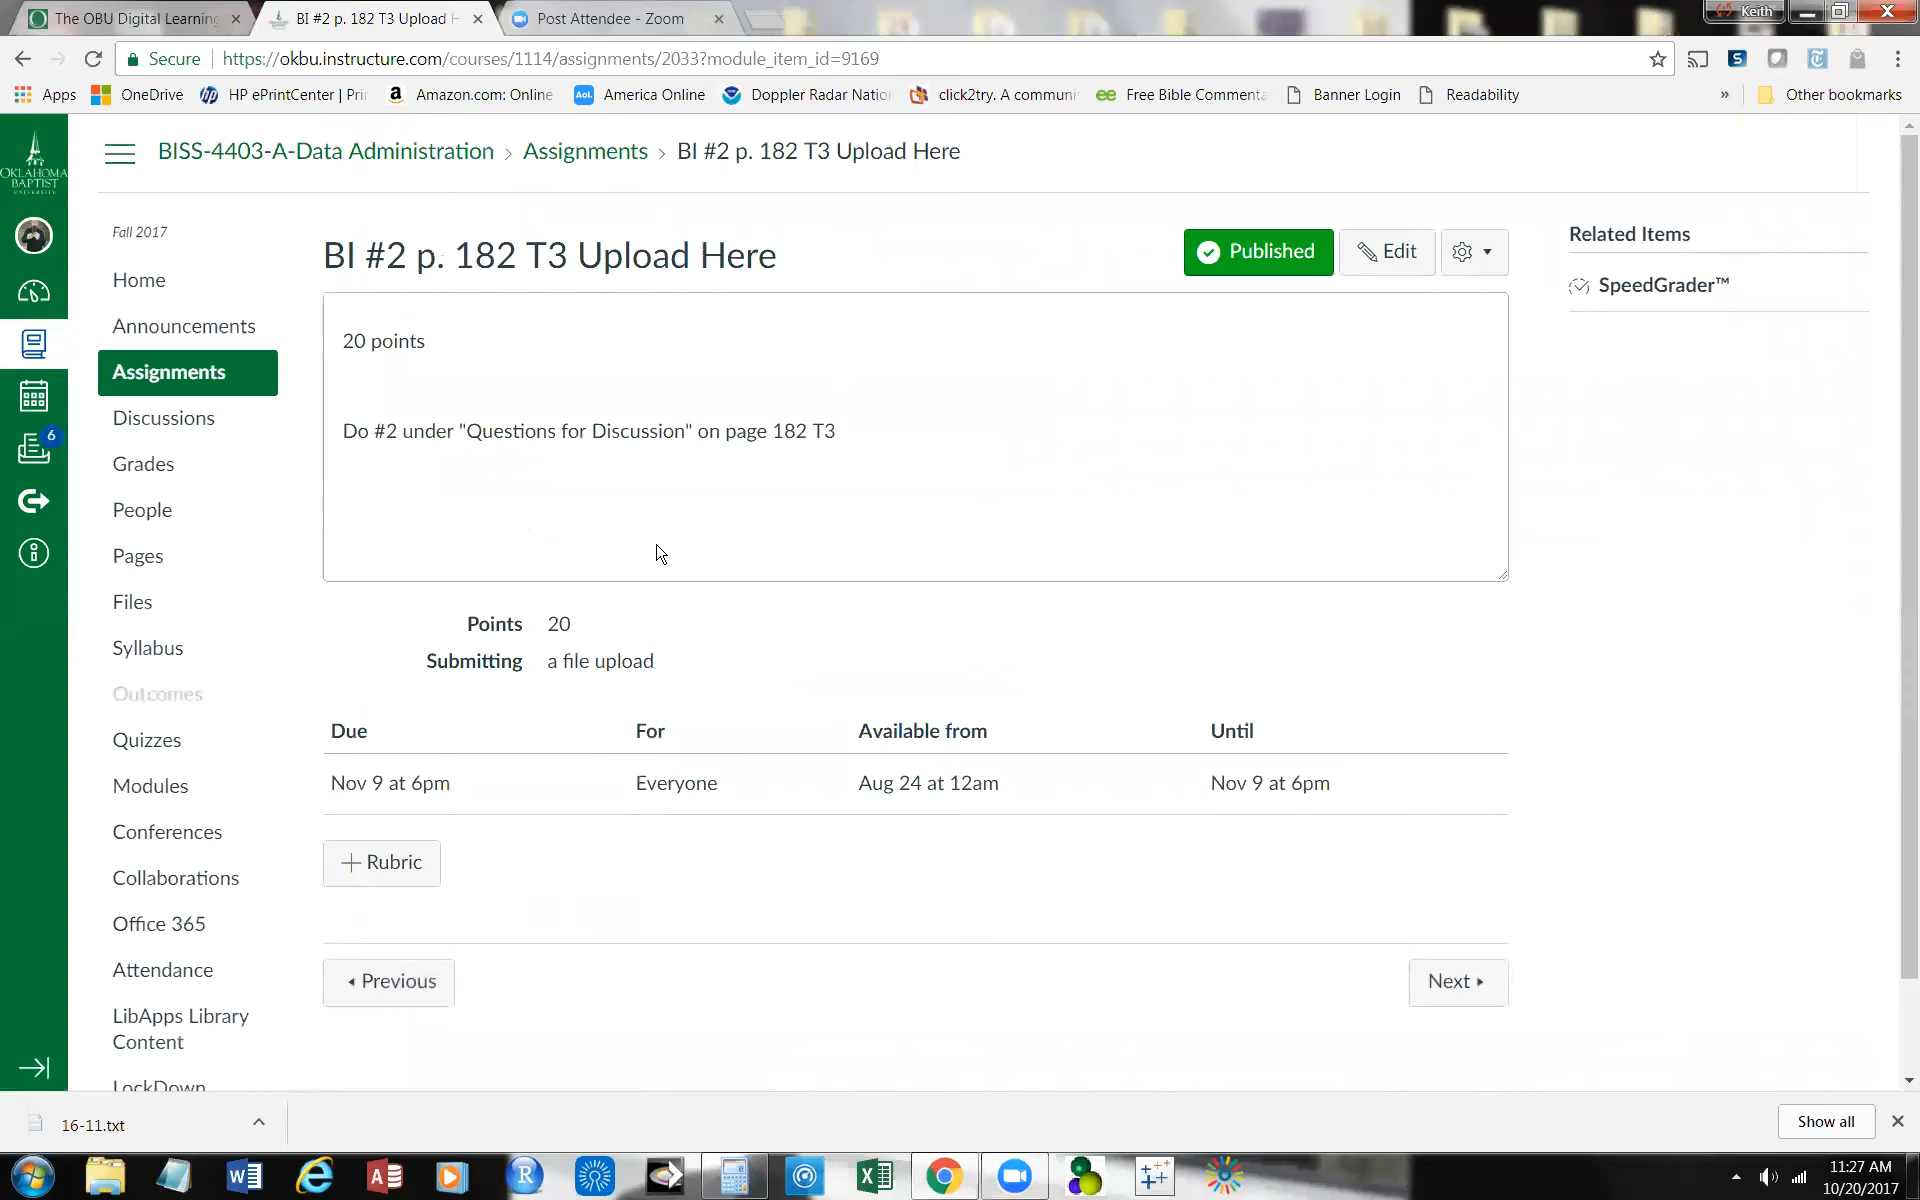 The OBU Digital Learning
BI #2 p. 182 T3 Upload H
Post Attendee - Zoom
Keith
Secure
https://okbu.instructure.com/courses/1114/assignments/2033?module_item_id=9169
Apps
OneDrive
HP ePrintCenter | Pri
Amazon.com: Online
America Online
Doppler Radar Natio
click2try. A communi
Free Bible Commenta
Banner Login
Readability
»
Other bookmarks
OKLAHOMA
BAPTIST
UNIVERSITY
BISS-4403-A-Data Administration › Assignments › BI #2 p. 182 T3 Upload Here
Fall 2017
Home
Announcements
Assignments
Discussions
Grades
People
Pages
Files
Syllabus
Outcomes
Quizzes
Modules
Conferences
Collaborations
Office 365
Attendance
LibApps Library
Content
LockDown
6
BI #2 p. 182 T3 Upload Here
Published
Edit
20 points
Do #2 under "Questions for Discussion" on page 182 T3
Points 20
Submitting a file upload
Due For Available from Until
Nov 9 at 6pm Everyone Aug 24 at 12am Nov 9 at 6pm
+ Rubric
Previous
Next
Related Items
SpeedGrader™
16-11.txt
Show all
11:27 AM
10/20/2017